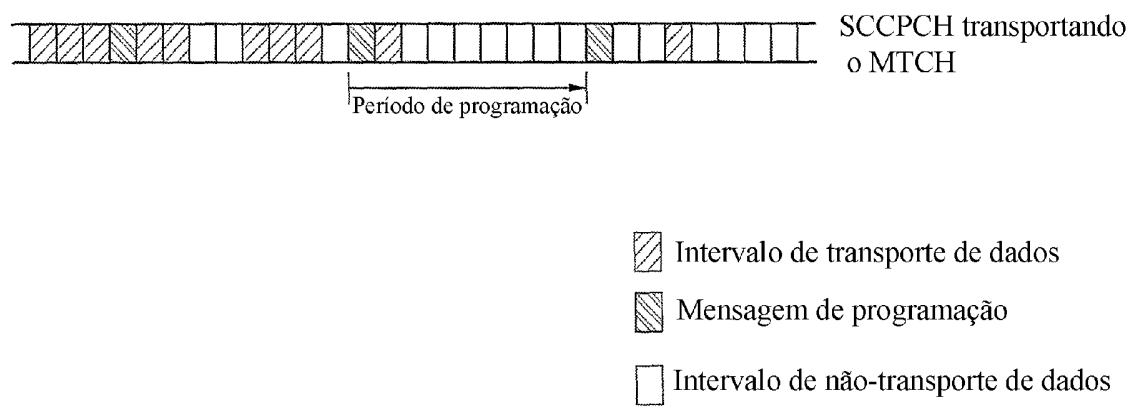 SCCPCH transportando
o MTCH
Período de programação
Intervalo de transporte de dados
Mensagem de programação
Intervalo de não-transporte de dados